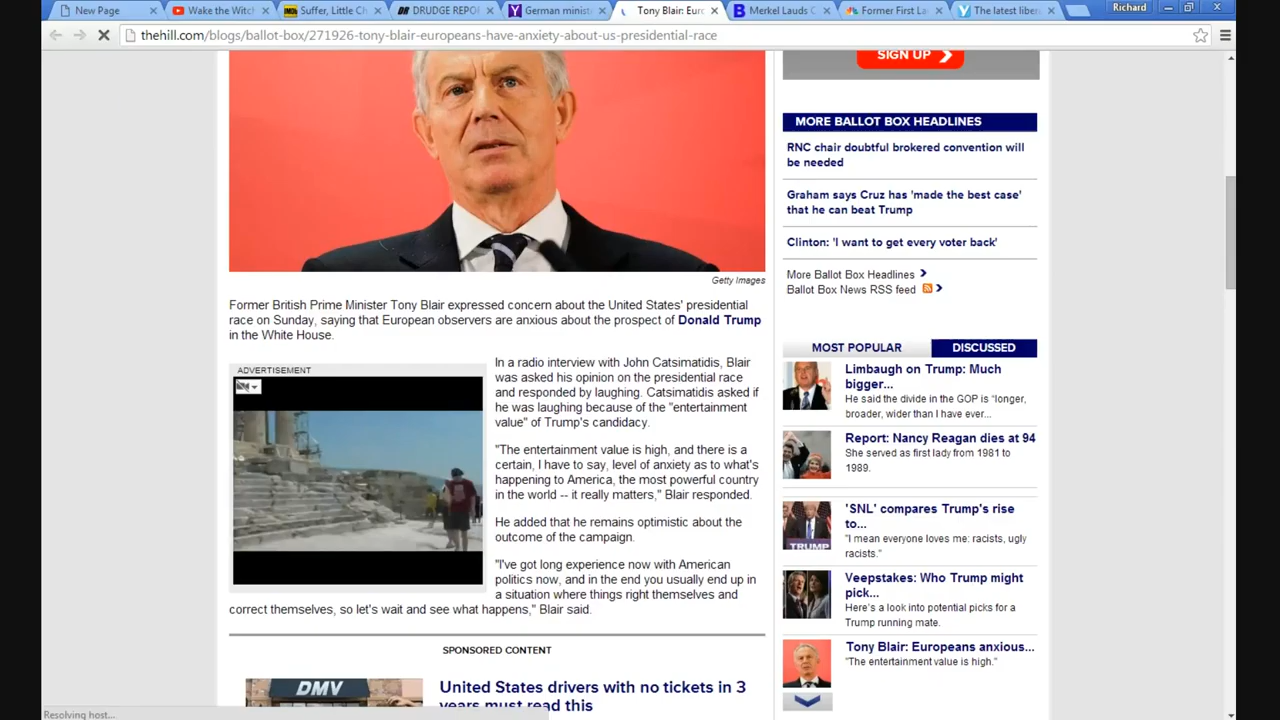 New Page
Wake the Witch
Suffer, Little Ch
DRUDGE REPO
German minist
Tony Blair: Eur
Merkel Lauds C
Former First La
The latest libera
Richard
thehill.com/blogs/ballot-box/271926-tony-blair-europeans-have-anxiety-about-us-presidential-race
Getty Images
Former British Prime Minister Tony Blair expressed concern about the United States' presidential
race on Sunday, saying that European observers are anxious about the prospect of Donald Trump
in the White House.
ADVERTISEMENT
In a radio interview with John Catsimatidis, Blair
was asked his opinion on the presidential race
and responded by laughing. Catsimatidis asked if
he was laughing because of the "entertainment
value" of Trump's candidacy.
"The entertainment value is high, and there is a
certain, I have to say, level of anxiety as to what's
happening to America, the most powerful country
in the world -- it really matters," Blair responded.
He added that he remains optimistic about the
outcome of the campaign.
"I've got long experience now with American
politics now, and in the end you usually end up in
a situation where things right themselves and
correct themselves, so let's wait and see what happens," Blair said.
SPONSORED CONTENT
DMV
United States drivers with no tickets in 3
years must read this
SIGN UP
MORE BALLOT BOX HEADLINES
RNC chair doubtful brokered convention will
be needed
Graham says Cruz has 'made the best case'
that he can beat Trump
Clinton: 'I want to get every voter back'
More Ballot Box Headlines
Ballot Box News RSS feed
MOST POPULAR
DISCUSSED
Limbaugh on Trump: Much
bigger...
He said the divide in the GOP is “longer,
broader, wider than I have ever...
Report: Nancy Reagan dies at 94
She served as first lady from 1981 to
1989.
'SNL' compares Trump's rise
to...
"I mean everyone loves me: racists, ugly
racists."
TRUMP
Veepstakes: Who Trump might
pick...
Here’s a look into potential picks for a
Trump running mate.
Tony Blair: Europeans anxious...
"The entertainment value is high."
Resolving host...